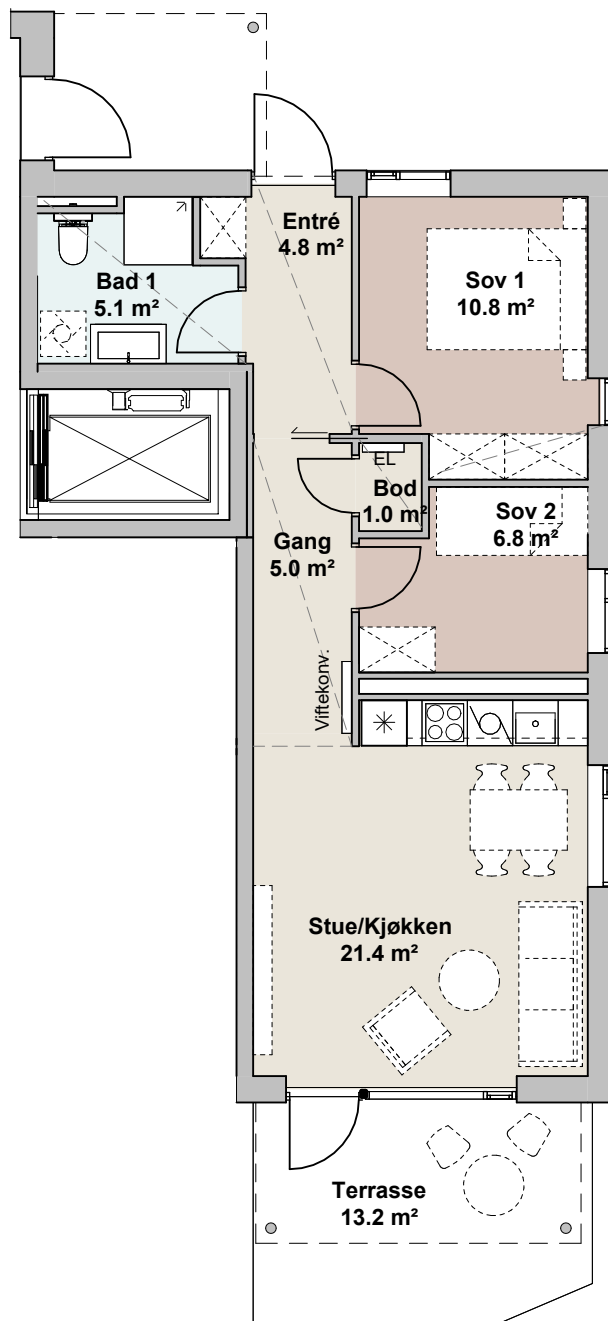 Entré
4.8 m²
Bad 1
5.1 m²
Sov 1
10.8 m²
EL
Bod
1.0 m²
Sov 2
6.8 m²
Gang
5.0 m²
Viftekonv.
Stue/Kjøkken
21.4 m²
Terrasse
13.2 m²